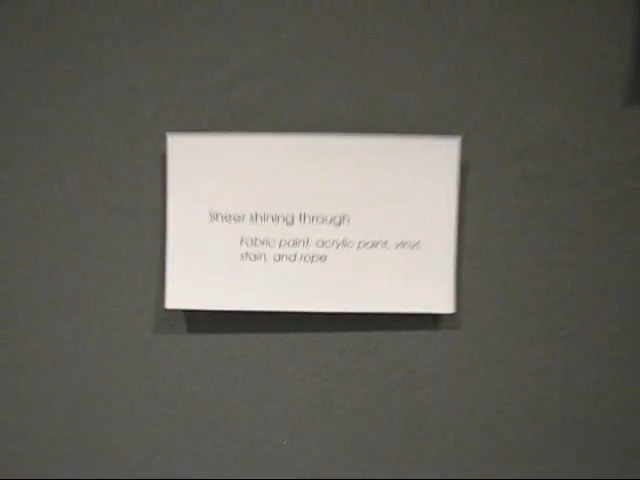 Sheer shining through
Fabric paint, acrylic paint, vinyl
stain, and rope